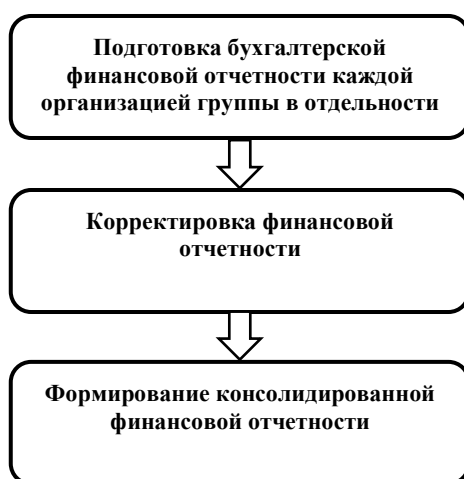 Подготовка бухгалтерской
финансовой отчетности каждой
организацией группы в отдельности
Корректировка финансовой
отчетности
Формирование консолидированной
финансовой отчетности